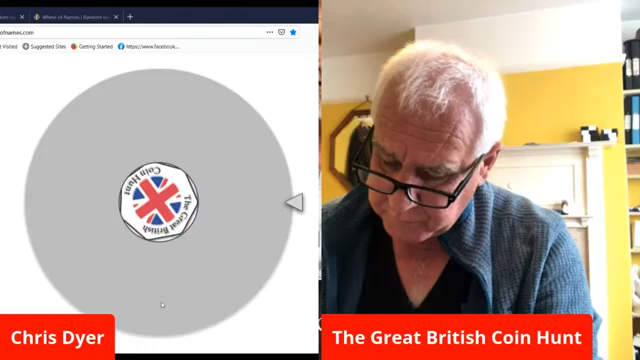 Wheel of Names | Random
ofnames.com
Visited
Suggested Sites
Getting Started
https://www.facebook...
Coin Hunt
The Great British
Chris Dyer
The Great British Coin Hunt